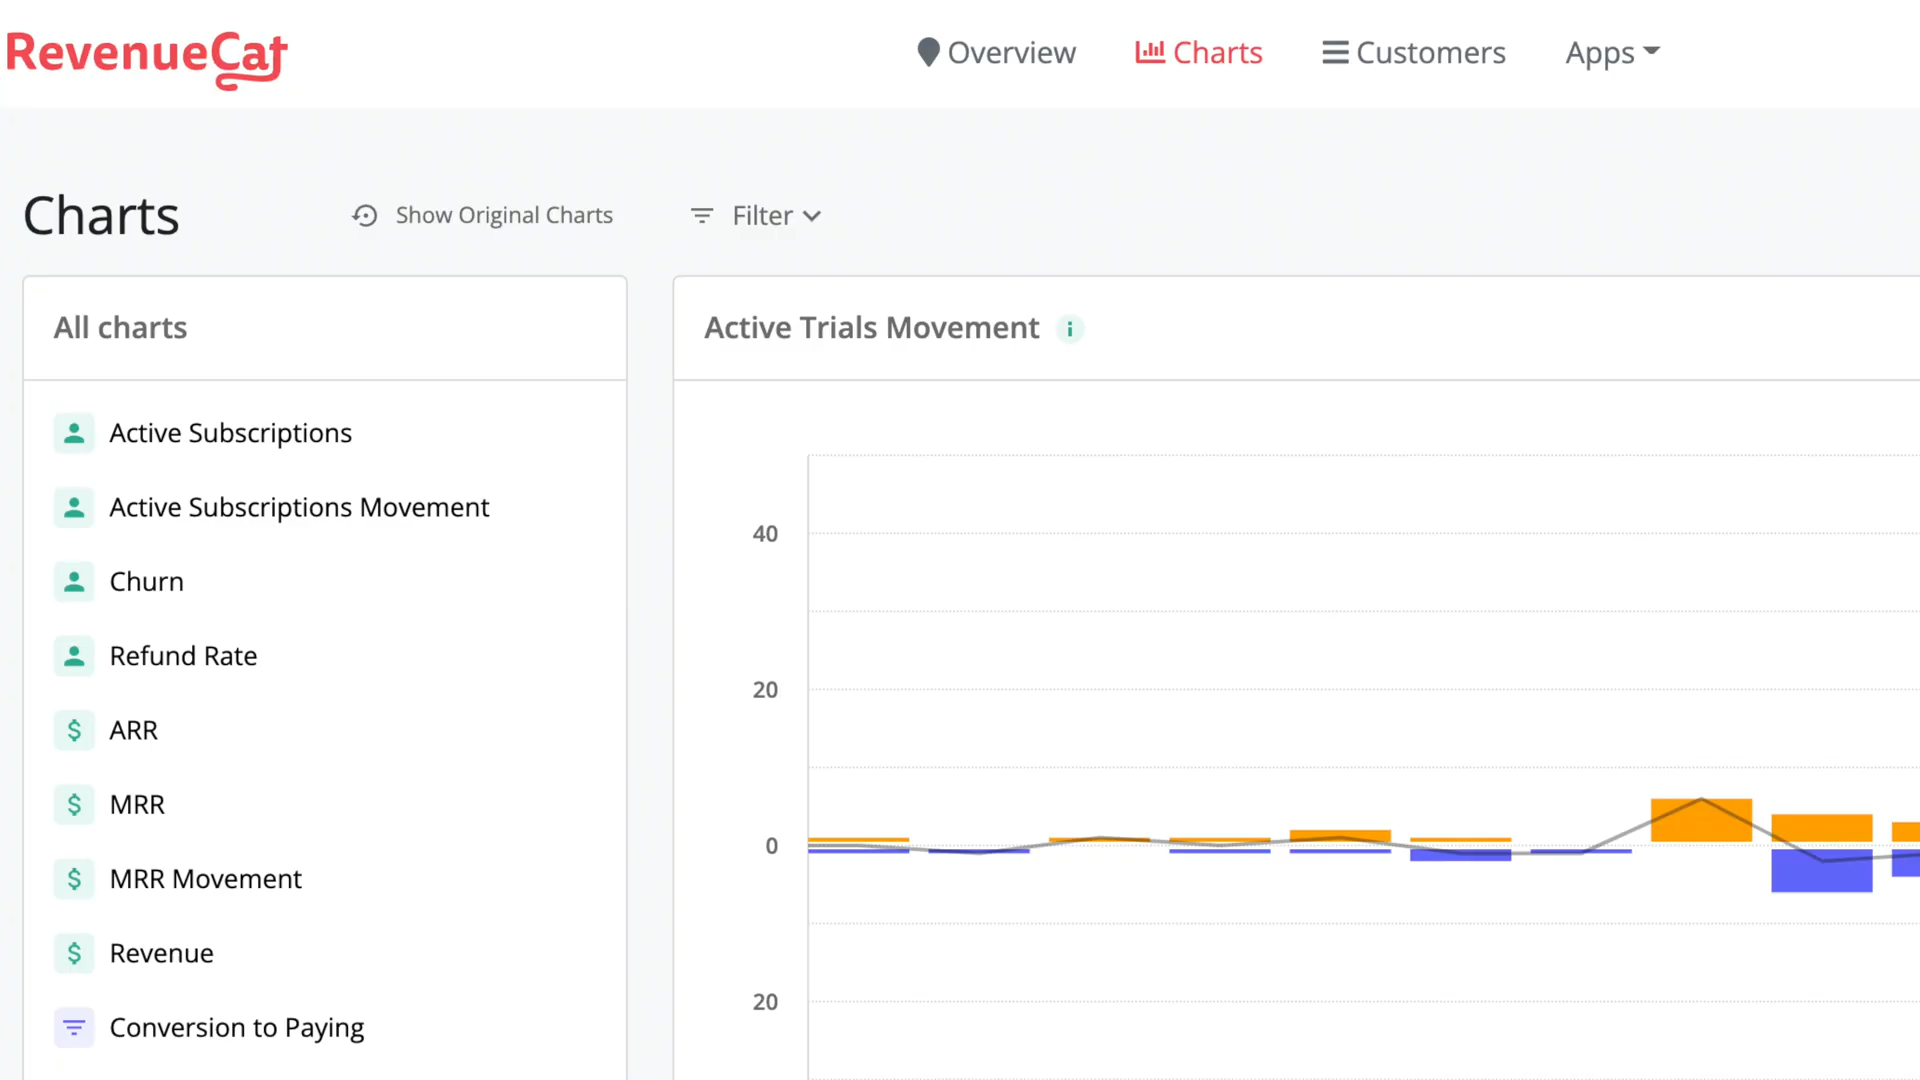 RevenueCat
Overview
Charts
Customers
Apps
Charts
Show Original Charts
Filter
All charts
Active Subscriptions
Active Subscriptions Movement
Churn
Refund Rate
ARR
MRR
MRR Movement
Revenue
Conversion to Paying
Active Trials Movement
40
20
0
20